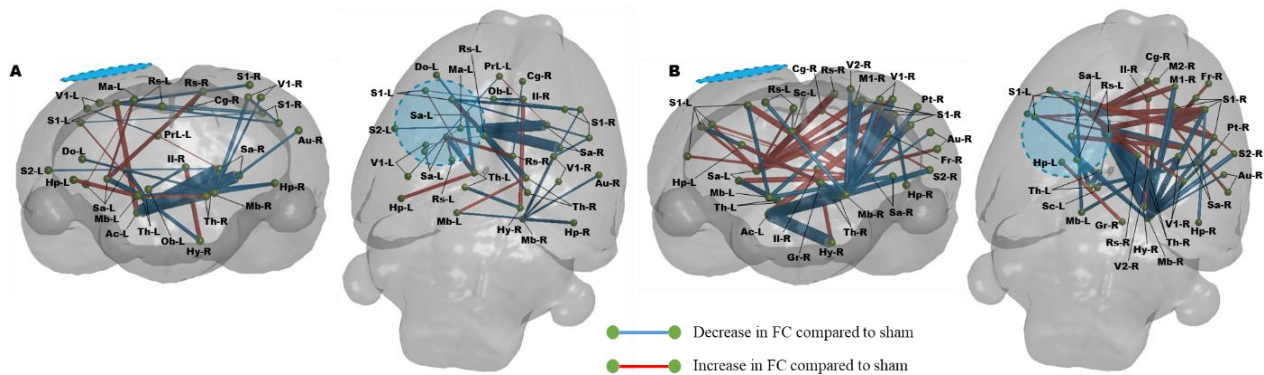 A
V1-L
Ma-L
Rs-L
Rs-R
S1-R
Cg-R
V1-R
S1-R
S1-L
PrL-L
Au-R
Do-L
II-R
Sa-R
S2-L
Hp-L
Hp-R
Sa-L
Mb-L
Th-R
Mb-R
Ac-L
Th-L
Ob-L
Hy-R
Rs-L
Do-L
Ma-L
PrL-L
Cg-R
S1-L
Ob-L
II-R
S1-R
Sa-L
S2-L
Sa-R
V1-L
Rs-R
V1-R
Sa-L
Th-L
Au-R
Hp-L
Rs-L
Th-R
Mb-L
Hy-R
Hp-R
Mb-R
B
Cg-R
Rs-R
V2-R
M1-R
V1-R
Rs-L
Sc-L
S1-L
Pt-R
S1-R
Au-R
Fr-R
S2-R
Hp-L
Sa-L
Mb-L
Th-L
Hp-R
Mb-R
Sa-R
Ac-L
II-R
Th-R
Gr-R
Hy-R
Cg-R
II-R
M2-R
Sa-L
M1-R
Fr-R
Rs-L
S1-L
S1-R
Pt-R
Hp-L
S2-R
Au-R
Th-L
Sc-L
Sa-R
Mb-L
Gr-R
V1-R
Hp-R
Rs-R
Hy-R
Th-R
V2-R
Mb-R
Decrease in FC compared to sham
Increase in FC compared to sham